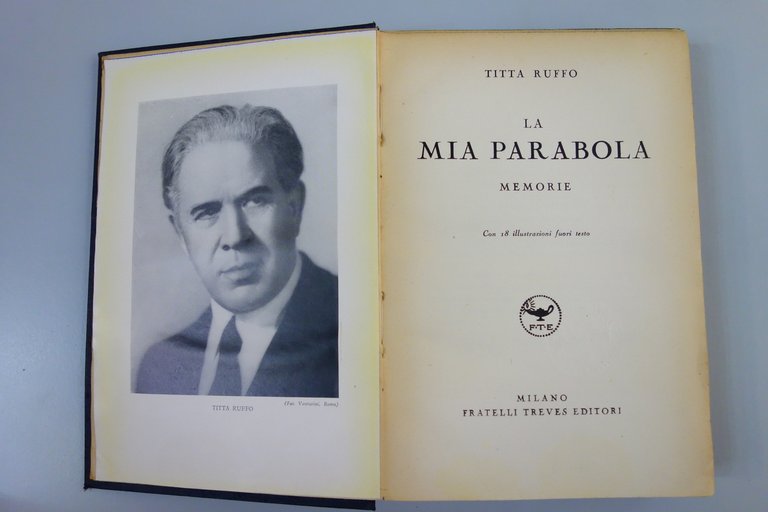 TITTA RUFFO
(Fot. Venturini, Roma)
TITTA RUFFO
LA
MIA PARABOLA
MEMORIE
Con 18 illustrazioni fuori testo
F·T·E
MILANO
FRATELLI TREVES EDITORI